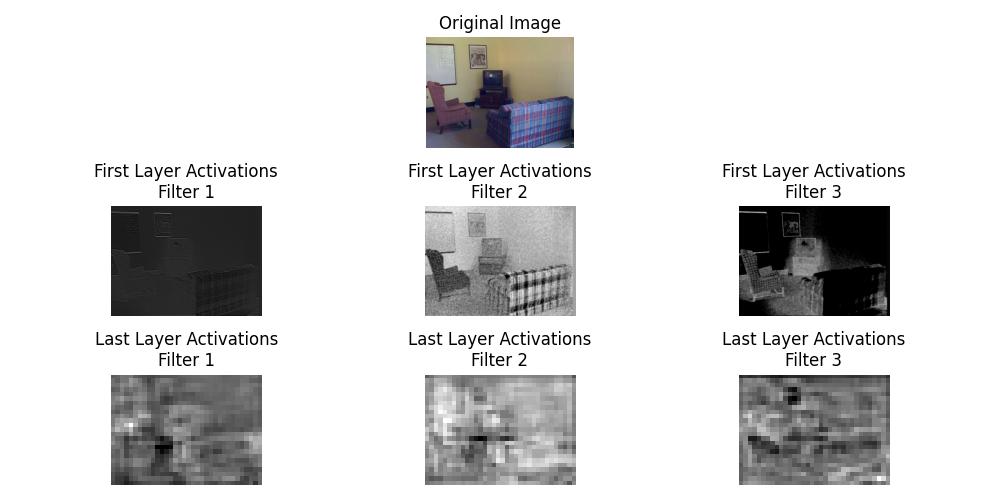 Original Image
First Layer Activations
Filter 1
First Layer Activations
Filter 2
First Layer Activations
Filter 3
Last Layer Activations
Filter 1
Last Layer Activations
Filter 2
Last Layer Activations
Filter 3